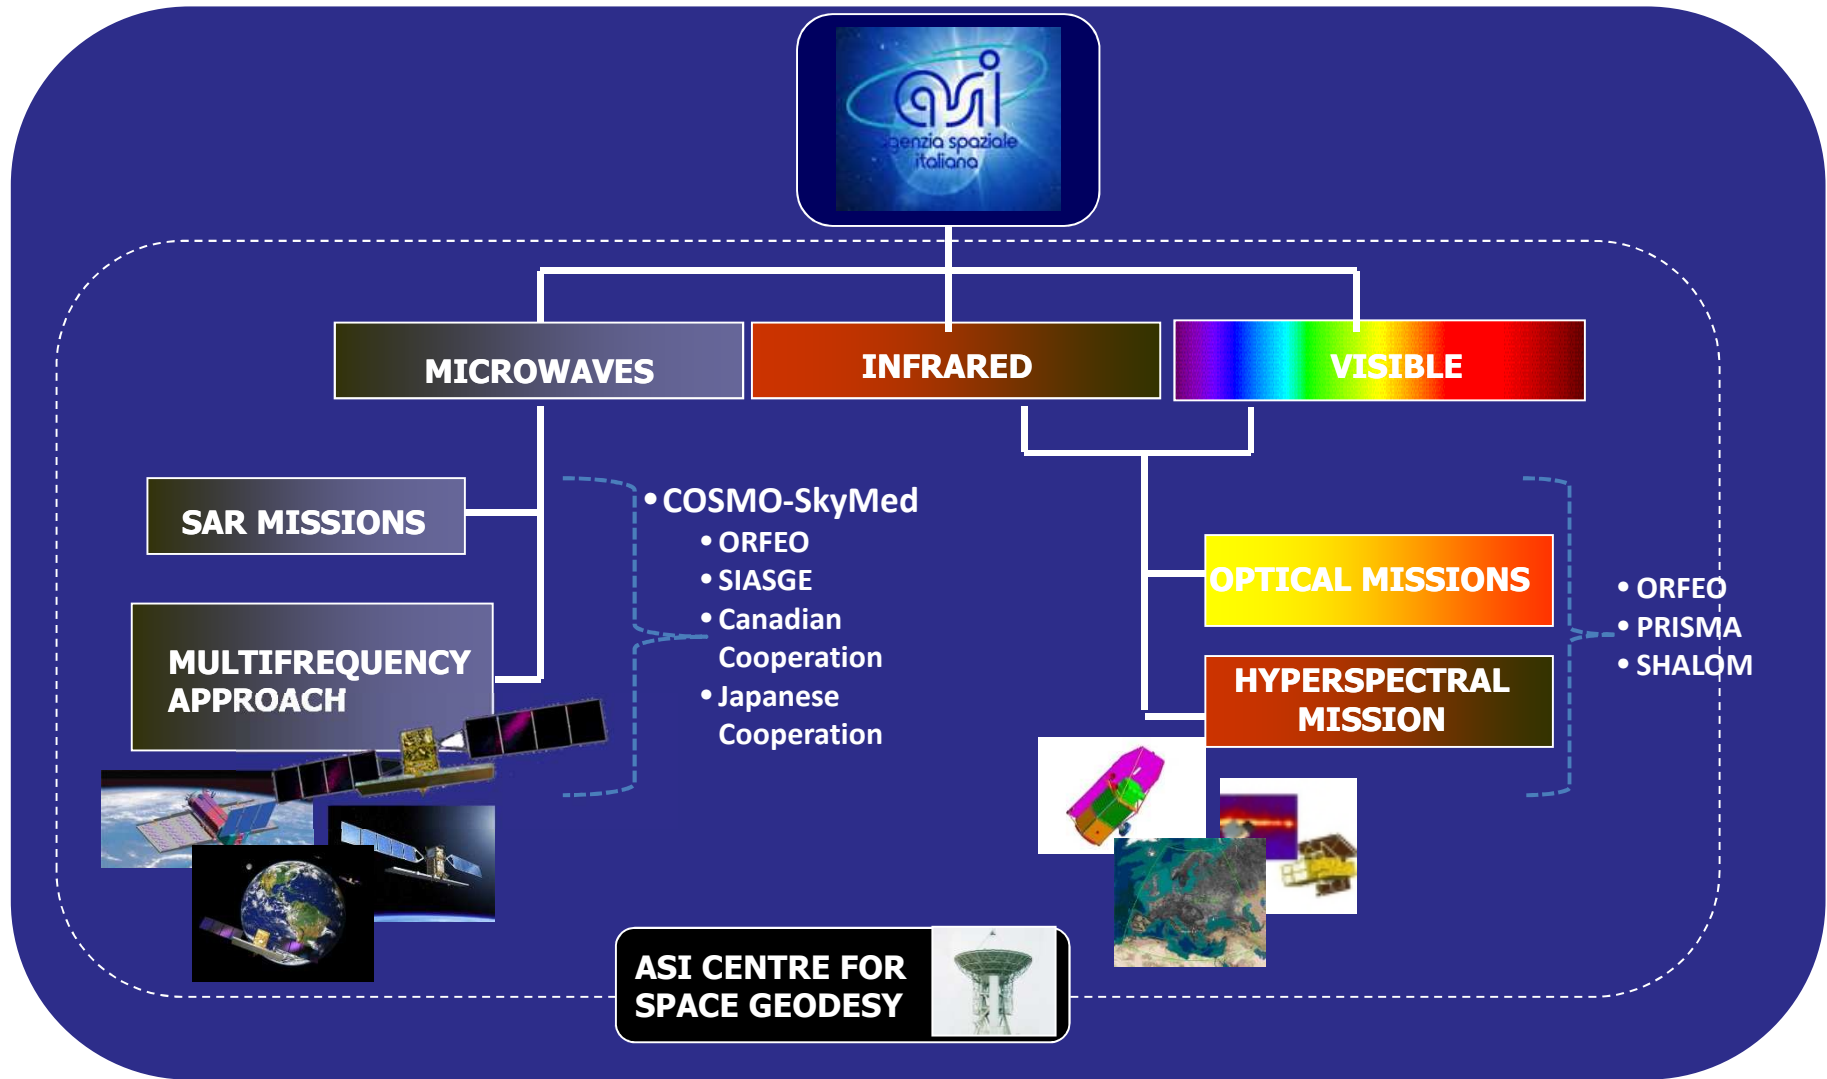 asi
agenzia spaziale
italiana
MICROWAVES
INFRARED
VISIBLE
SAR MISSIONS
MULTIFREQUENCY
APPROACH
•COSMO-SkyMed
•ORFEO
•SIASGE
•Canadian
Cooperation
•Japanese
Cooperation
OPTICAL MISSIONS
HYPERSPECTRAL
MISSION
• ORFEO
• PRISMA
• SHALOM
ASI CENTRE FOR
SPACE GEODESY